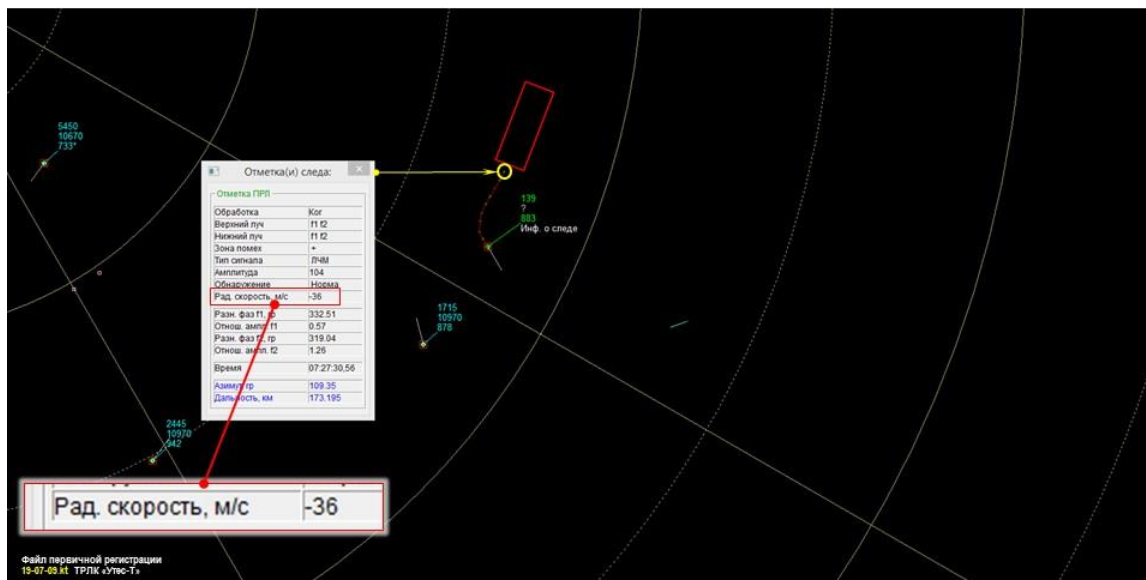 5450
10670
733*
Отметка(и) следа:
Отметка ПРЛ
Обработка Kor
Верхний луч f1 f2
Нижний луч f1 f2
Зона помех +
Тип сигнала ЛЧМ
Амплитуда 104
Обнаружение Норма
Рад. скорость, м/с -36
Разн. фаз f1, гр 332.51
Отнош. ампл. f1 0.57
Разн. фаз f2, гр 319.04
Отнош. ампл. f2 1.26
Время 07:27:30,56
Азимут, гр 109.35
Дальность, км 173.195
139
?
883
Инф. о следе
1715
10970
878
2445
10970
942
Рад. скорость, м/с -36
Файл первичной регистрации
19-07-09.kt ТРЛК «Утес-Т»